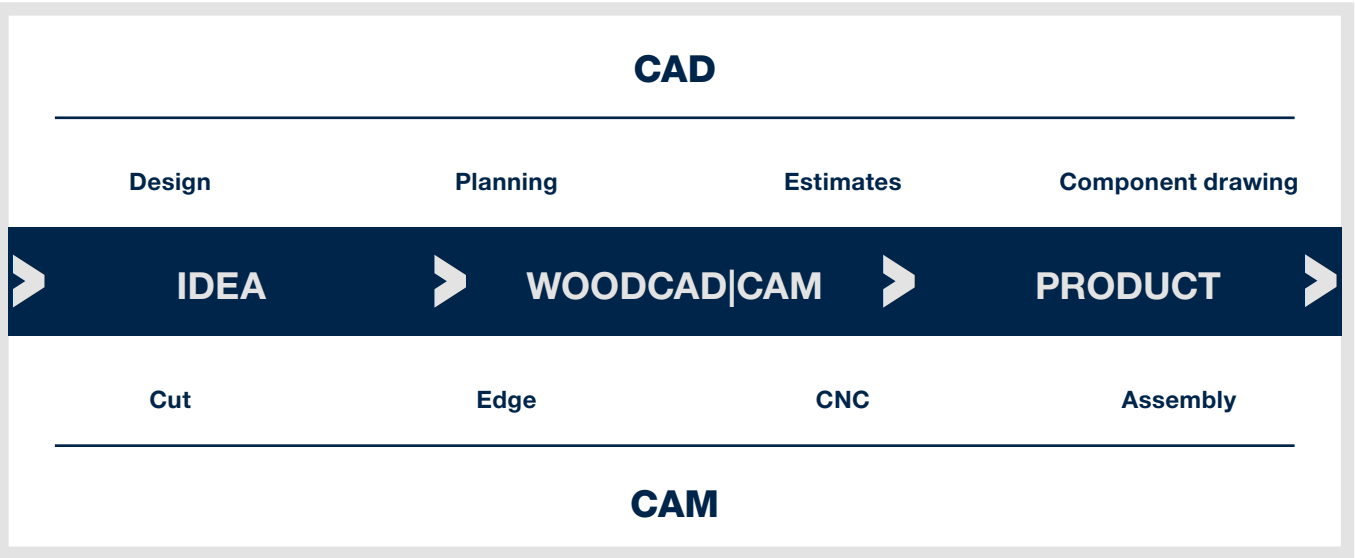 CAD
Design Planning Estimates Component drawing
IDEA WOODCAD|CAM PRODUCT
Cut Edge CNC Assembly
CAM